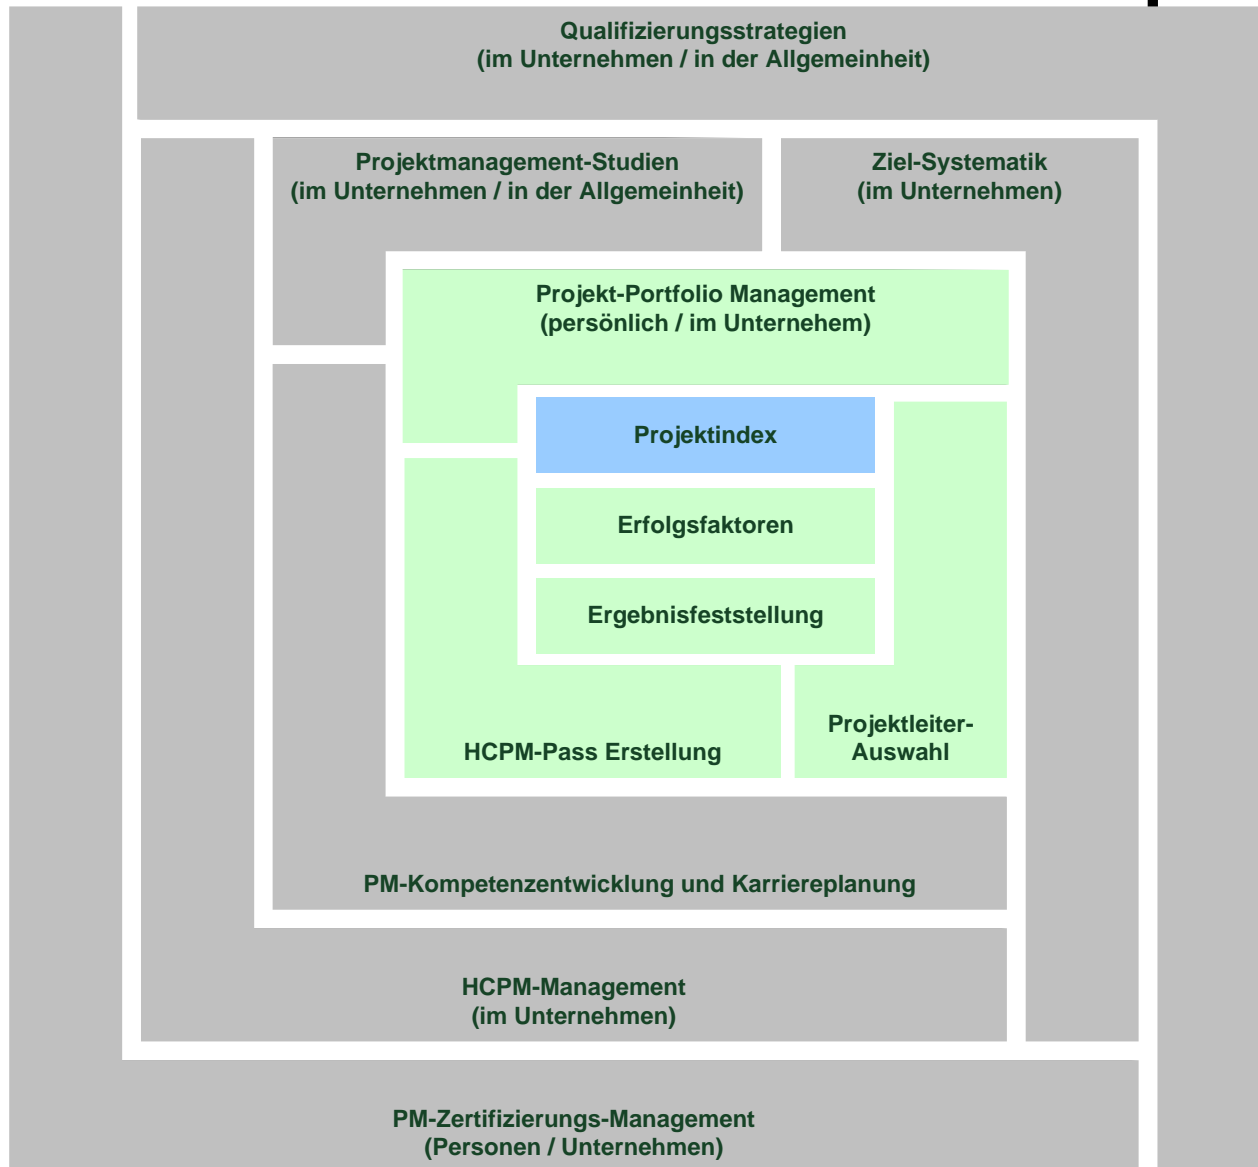 Qualifizierungsstrategien
(im Unternehmen / in der Allgemeinheit)
Projektmanagement-Studien
(im Unternehmen / in der Allgemeinheit)
Ziel-Systematik
(im Unternehmen)
Projekt-Portfolio Management
(persönlich / im Unternehem)
Projektindex
Erfolgsfaktoren
Ergebnisfeststellung
HCPM-Pass Erstellung
Projektleiter-
Auswahl
PM-Kompetenzentwicklung und Karriereplanung
HCPM-Management
(im Unternehmen)
PM-Zertifizierungs-Management
(Personen / Unternehmen)